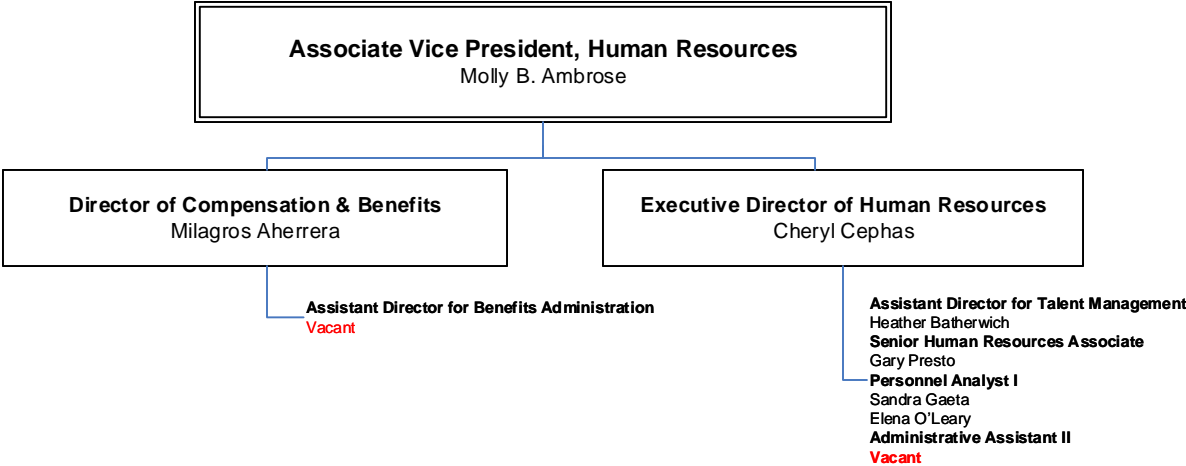 Associate Vice President, Human Resources
Molly B. Ambrose
Director of Compensation & Benefits
Milagros Aherrera
Executive Director of Human Resources
Cheryl Cephas
Assistant Director for Benefits Administration
Vacant
Assistant Director for Talent Management
Heather Batherwich
Senior Human Resources Associate
Gary Presto
Personnel Analyst I
Sandra Gaeta
Elena O’Leary
Administrative Assistant II
Vacant